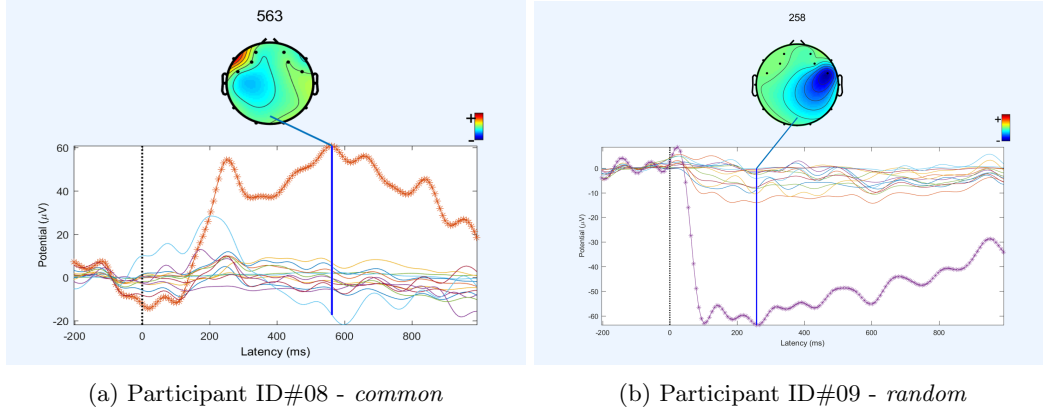 563
+
-
60
40
20
0
-20
Potential (µV)
-200 0 200 400 600 800
Latency (ms)
(a) Participant ID#08 - common
258
+
-
0
-10
-20
-30
-40
-50
-60
Potential (µV)
-200 0 200 400 600 800
Latency (ms)
(b) Participant ID#09 - random